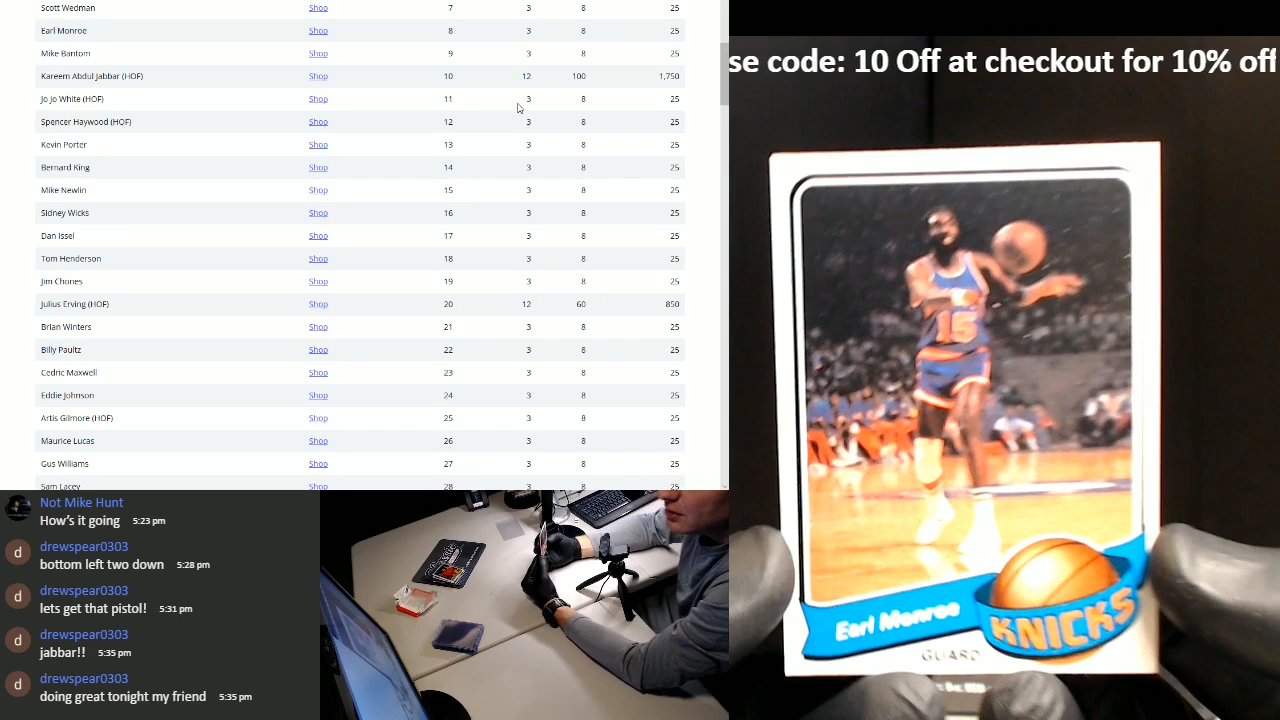 Scott Wedman Shop 7 3 8 25
Earl Monroe Shop 8 3 8 25
Mike Bantom Shop 9 3 8 25
Kareem Abdul Jabbar (HOF) Shop 10 12 100 1,750
Jo Jo White (HOF) Shop 11 3 8 25
Spencer Haywood (HOF) Shop 12 3 8 25
Kevin Porter Shop 13 3 8 25
Bernard King Shop 14 3 8 25
Mike Newlin Shop 15 3 8 25
Sidney Wicks Shop 16 3 8 25
Dan Issel Shop 17 3 8 25
Tom Henderson Shop 18 3 8 25
Jim Chones Shop 19 3 8 25
Julius Erving (HOF) Shop 20 12 60 850
Brian Winters Shop 21 3 8 25
Billy Paultz Shop 22 3 8 25
Cedric Maxwell Shop 23 3 8 25
Eddie Johnson Shop 24 3 8 25
Artis Gilmore (HOF) Shop 25 3 8 25
Maurice Lucas Shop 26 3 8 25
Gus Williams Shop 27 3 8 25
Sam Lacey Shop 28 3 8 25
Not Mike Hunt
How's it going 5:23 pm
d drewspear0303
bottom left two down 5:28 pm
d drewspear0303
lets get that pistol! 5:31 pm
d drewspear0303
jabbar!! 5:35 pm
d drewspear0303
doing great tonight my friend 5:35 pm
se code: 10 Off at checkout for 10% off
15
Earl Monroe
KNICKS
GUARD